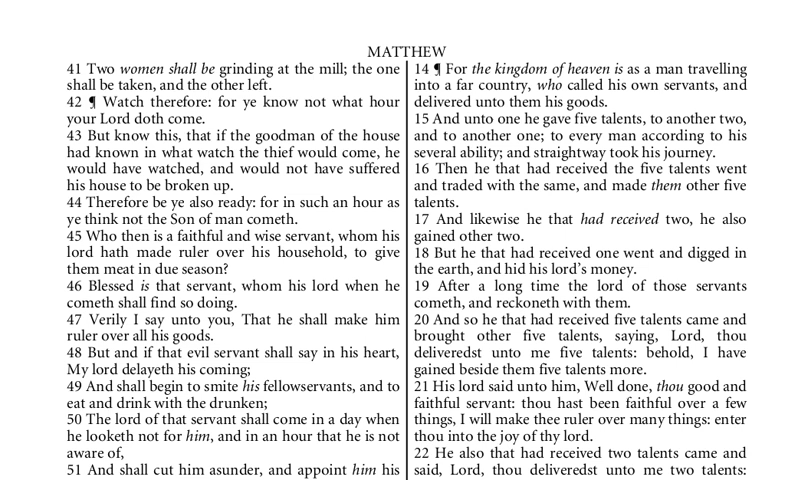 MATTHEW
41 Two women shall be grinding at the mill; the one
shall be taken, and the other left.
42 ¶ Watch therefore: for ye know not what hour
your Lord doth come.
43 But know this, that if the goodman of the house
had known in what watch the thief would come, he
would have watched, and would not have suffered
his house to be broken up.
44 Therefore be ye also ready: for in such an hour as
ye think not the Son of man cometh.
45 Who then is a faithful and wise servant, whom his
lord hath made ruler over his household, to give
them meat in due season?
46 Blessed is that servant, whom his lord when he
cometh shall find so doing.
47 Verily I say unto you, That he shall make him
ruler over all his goods.
48 But and if that evil servant shall say in his heart,
My lord delayeth his coming;
49 And shall begin to smite his fellowservants, and to
eat and drink with the drunken;
50 The lord of that servant shall come in a day when
he looketh not for him, and in an hour that he is not
aware of,
51 And shall cut him asunder, and appoint him his
14 ¶ For the kingdom of heaven is as a man travelling
into a far country, who called his own servants, and
delivered unto them his goods.
15 And unto one he gave five talents, to another two,
and to another one; to every man according to his
several ability; and straightway took his journey.
16 Then he that had received the five talents went
and traded with the same, and made them other five
talents.
17 And likewise he that had received two, he also
gained other two.
18 But he that had received one went and digged in
the earth, and hid his lord's money.
19 After a long time the lord of those servants
cometh, and reckoneth with them.
20 And so he that had received five talents came and
brought other five talents, saying, Lord, thou
deliveredst unto me five talents: behold, I have
gained beside them five talents more.
21 His lord said unto him, Well done, thou good and
faithful servant: thou hast been faithful over a few
things, I will make thee ruler over many things: enter
thou into the joy of thy lord.
22 He also that had received two talents came and
said, Lord, thou deliveredst unto me two talents: